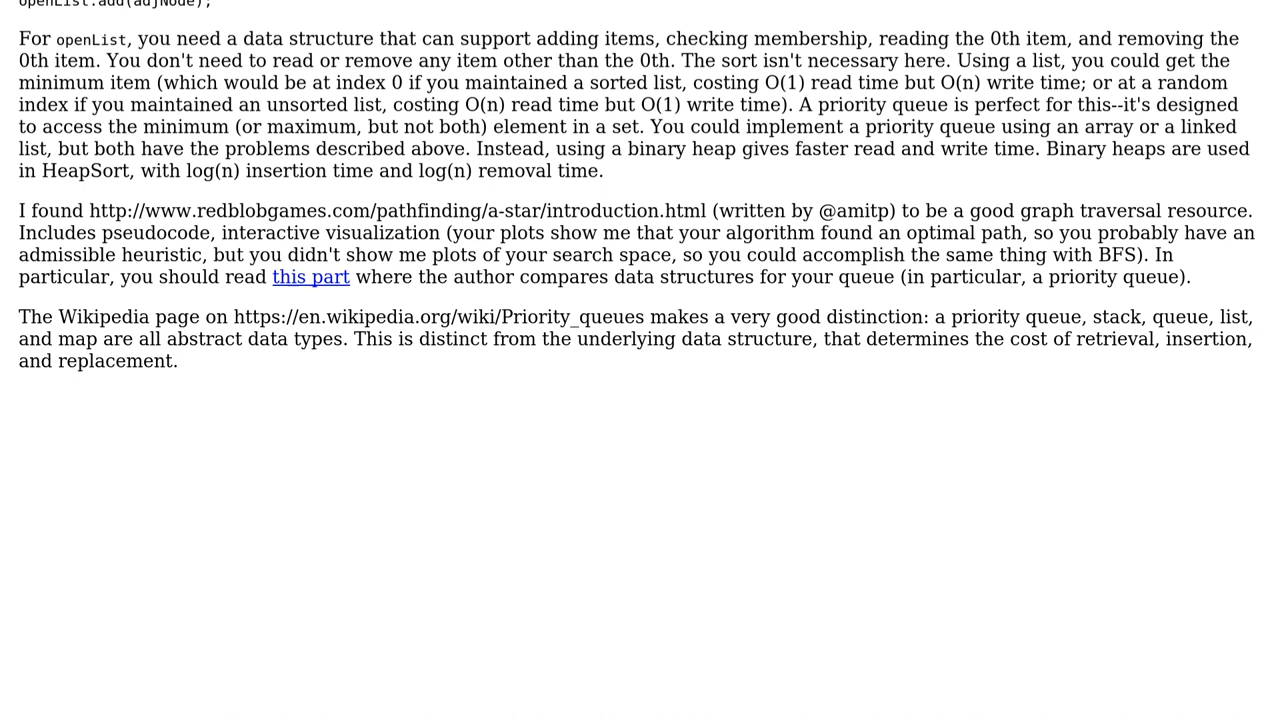 openList.add(adjNode);
For openList, you need a data structure that can support adding items, checking membership, reading the 0th item, and removing the
0th item. You don't need to read or remove any item other than the 0th. The sort isn't necessary here. Using a list, you could get the
minimum item (which would be at index 0 if you maintained a sorted list, costing O(1) read time but O(n) write time; or at a random
index if you maintained an unsorted list, costing O(n) read time but O(1) write time). A priority queue is perfect for this--it's designed
to access the minimum (or maximum, but not both) element in a set. You could implement a priority queue using an array or a linked
list, but both have the problems described above. Instead, using a binary heap gives faster read and write time. Binary heaps are used
in HeapSort, with log(n) insertion time and log(n) removal time.
I found http://www.redblobgames.com/pathfinding/a-star/introduction.html (written by @amitp) to be a good graph traversal resource.
Includes pseudocode, interactive visualization (your plots show me that your algorithm found an optimal path, so you probably have an
admissible heuristic, but you didn't show me plots of your search space, so you could accomplish the same thing with BFS). In
particular, you should read this part where the author compares data structures for your queue (in particular, a priority queue).
The Wikipedia page on https://en.wikipedia.org/wiki/Priority_queues makes a very good distinction: a priority queue, stack, queue, list,
and map are all abstract data types. This is distinct from the underlying data structure, that determines the cost of retrieval, insertion,
and replacement.